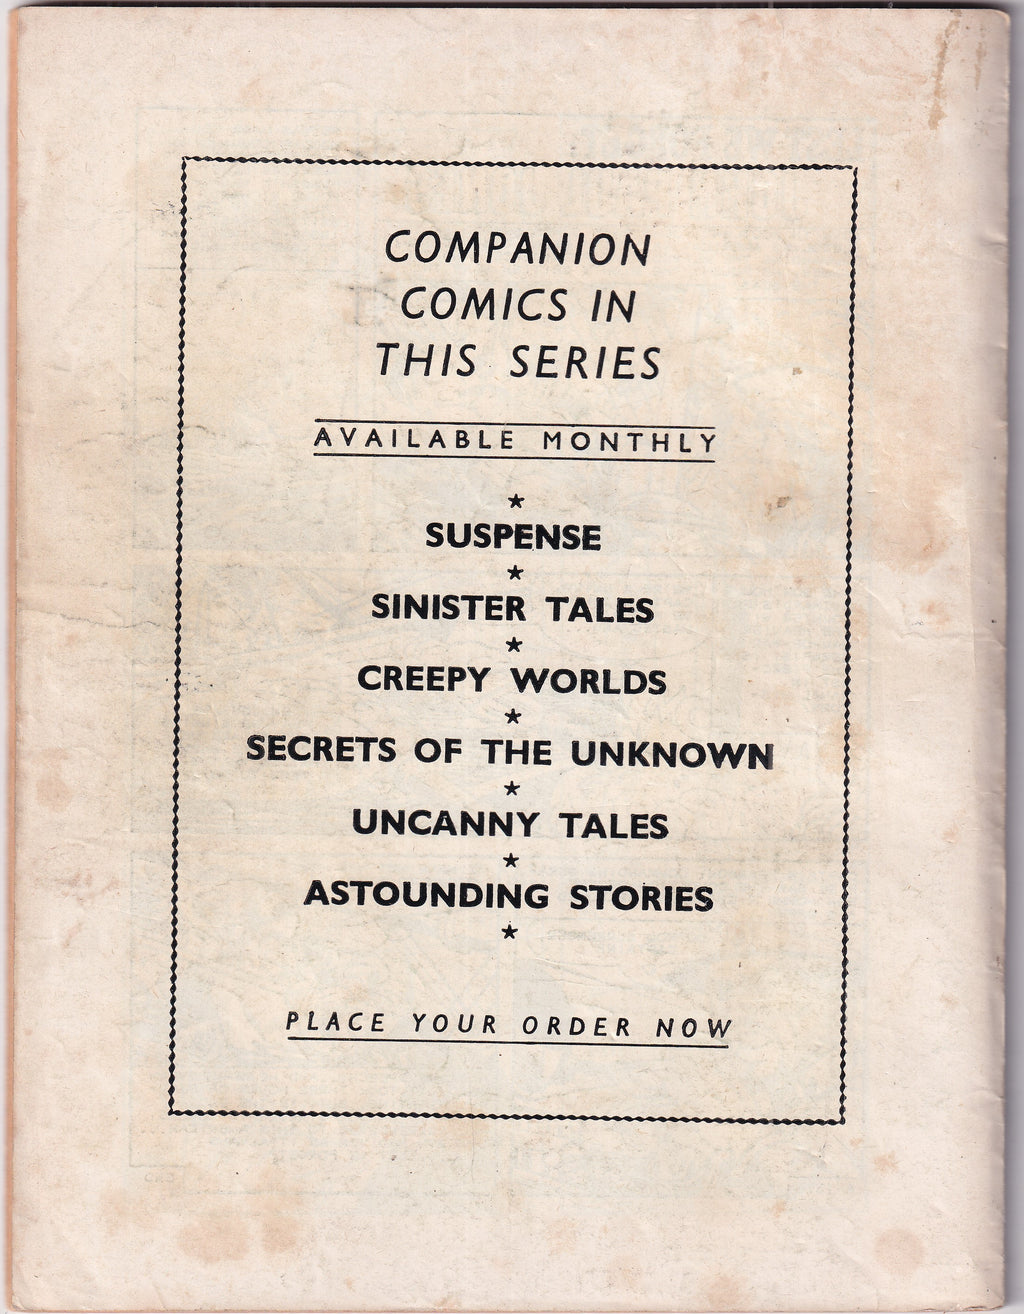 COMPANION
COMICS IN
THIS SERIES
AVAILABLE MONTHLY
★
SUSPENSE
★
SINISTER TALES
★
CREEPY WORLDS
★
SECRETS OF THE UNKNOWN
★
UNCANNY TALES
★
ASTOUNDING STORIES
★
PLACE YOUR ORDER NOW